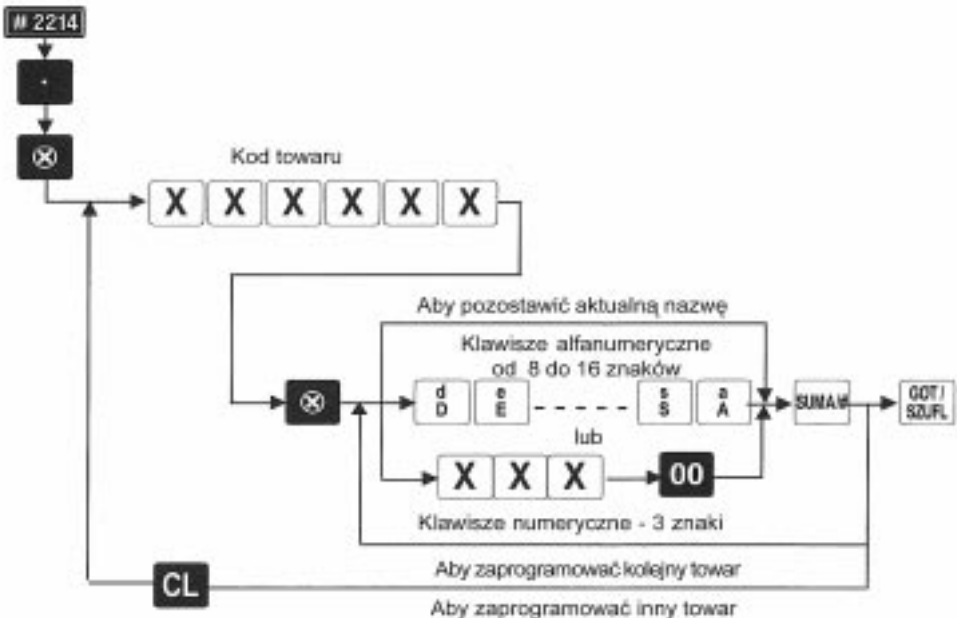 # 2214
.
⊗
Kod towaru
X X X X X X
Aby pozostawić aktualną nazwę
Klawisze alfanumeryczne
od 8 do 16 znaków
⊗
d D e E - - - - - s S a A
SUMA/#
GOT / SZUFL
lub
X X X
00
Klawisze numeryczne - 3 znaki
Aby zaprogramować kolejny towar
CL
Aby zaprogramować inny towar